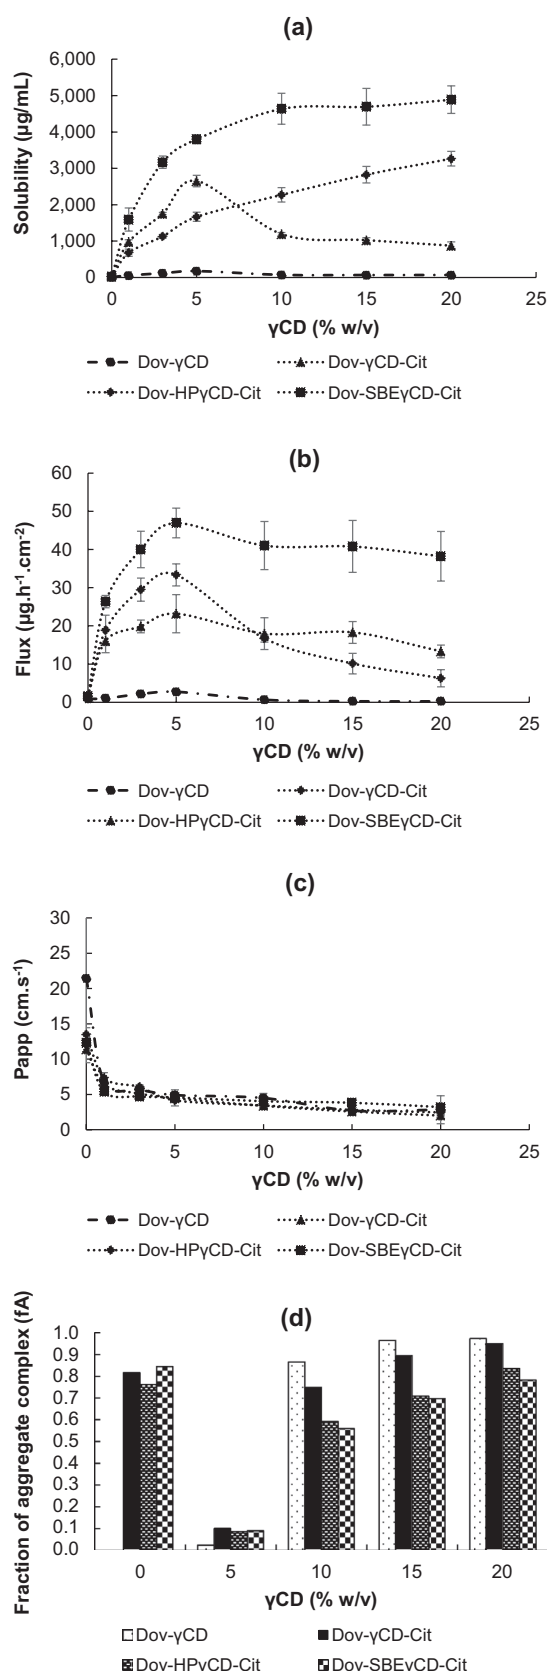 (a)
Solubility (µg/mL)
6,000
5,000
4,000
3,000
2,000
1,000
0
0 5 10 15 20 25
γCD (% w/v)
Dov-γCD Dov-γCD-Cit
Dov-HPγCD-Cit Dov-SBEγCD-Cit
(b)
Flux (µg.h-1.cm-2)
60
50
40
30
20
10
0
0 5 10 15 20 25
γCD (% w/v)
Dov-γCD Dov-γCD-Cit
Dov-HPγCD-Cit Dov-SBEγCD-Cit
(c)
Papp (cm.s-1)
30
25
20
15
10
5
0
0 5 10 15 20 25
γCD (% w/v)
Dov-γCD Dov-γCD-Cit
Dov-HPγCD-Cit Dov-SBEγCD-Cit
(d)
Fraction of aggregate complex (fA)
1.0
0.9
0.8
0.7
0.6
0.5
0.4
0.3
0.2
0.1
0.0
0 5 10 15 20
γCD (% w/v)
Dov-γCD Dov-γCD-Cit
Dov-HPγCD-Cit Dov-SBEγCD-Cit